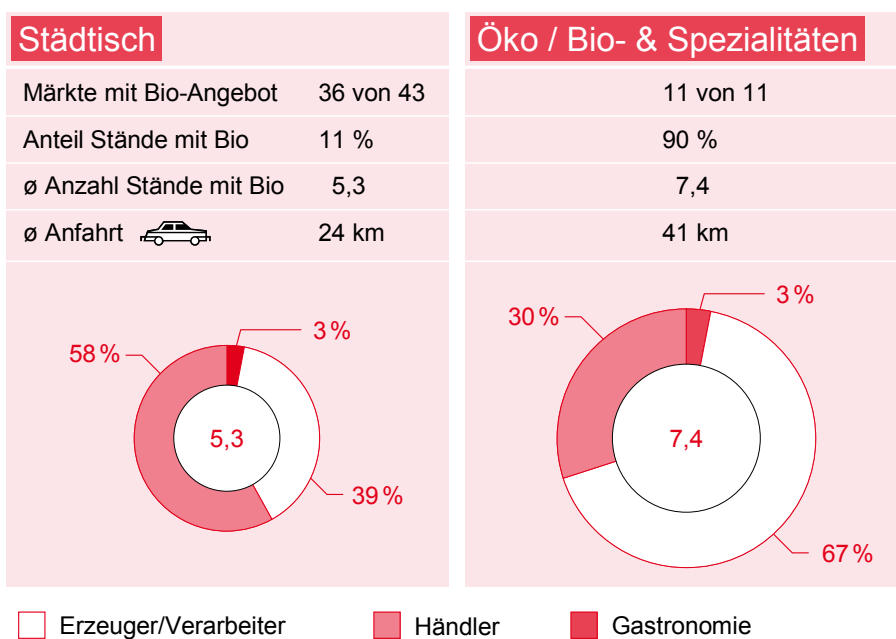 Städtisch Öko / Bio- & Spezialitäten
Märkte mit Bio-Angebot 36 von 43 11 von 11
Anteil Stände mit Bio 11 % 90 %
ø Anzahl Stände mit Bio 5,3 7,4
ø Anfahrt 24 km 41 km
58 % 3 % 30 % 3 %
5,3 7,4
39 % 67 %
Erzeuger/Verarbeiter Händler Gastronomie